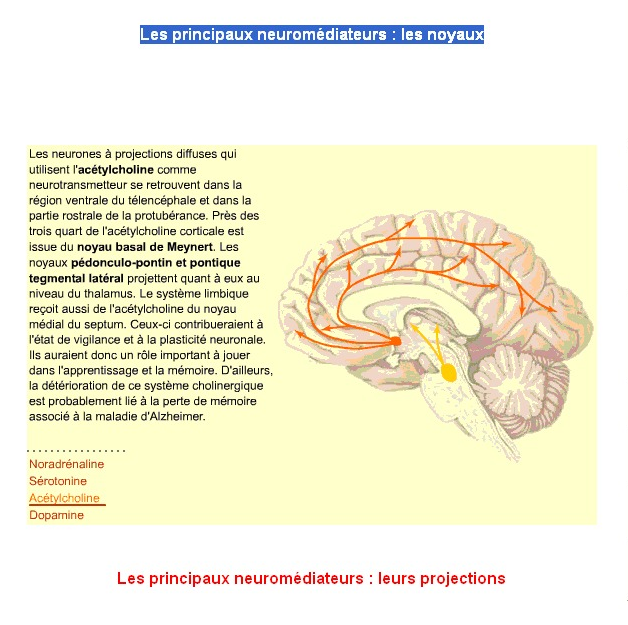 Les principaux neuromédiateurs : les noyaux
Les neurones à projections diffuses qui
utilisent l'acétylcholine comme
neurotransmetteur se retrouvent dans la
région ventrale du télencéphale et dans la
partie rostrale de la protubérance. Près des
trois quart de l'acétylcholine corticale est
issue du noyau basal de Meynert. Les
noyaux pédonculo-pontin et pontique
tegmental latéral projettent quant à eux au
niveau du thalamus. Le système limbique
reçoit aussi de l'acétylcholine du noyau
médial du septum. Ceux-ci contribueraient à
l'état de vigilance et à la plasticité neuronale.
Ils auraient donc un rôle important à jouer
dans l'apprentissage et la mémoire. D'ailleurs,
la détérioration de ce système cholinergique
est probablement lié à la perte de mémoire
associé à la maladie d'Alzheimer.
Noradrénaline
Sérotonine
Acétylcholine
Dopamine
Les principaux neuromédiateurs : leurs projections